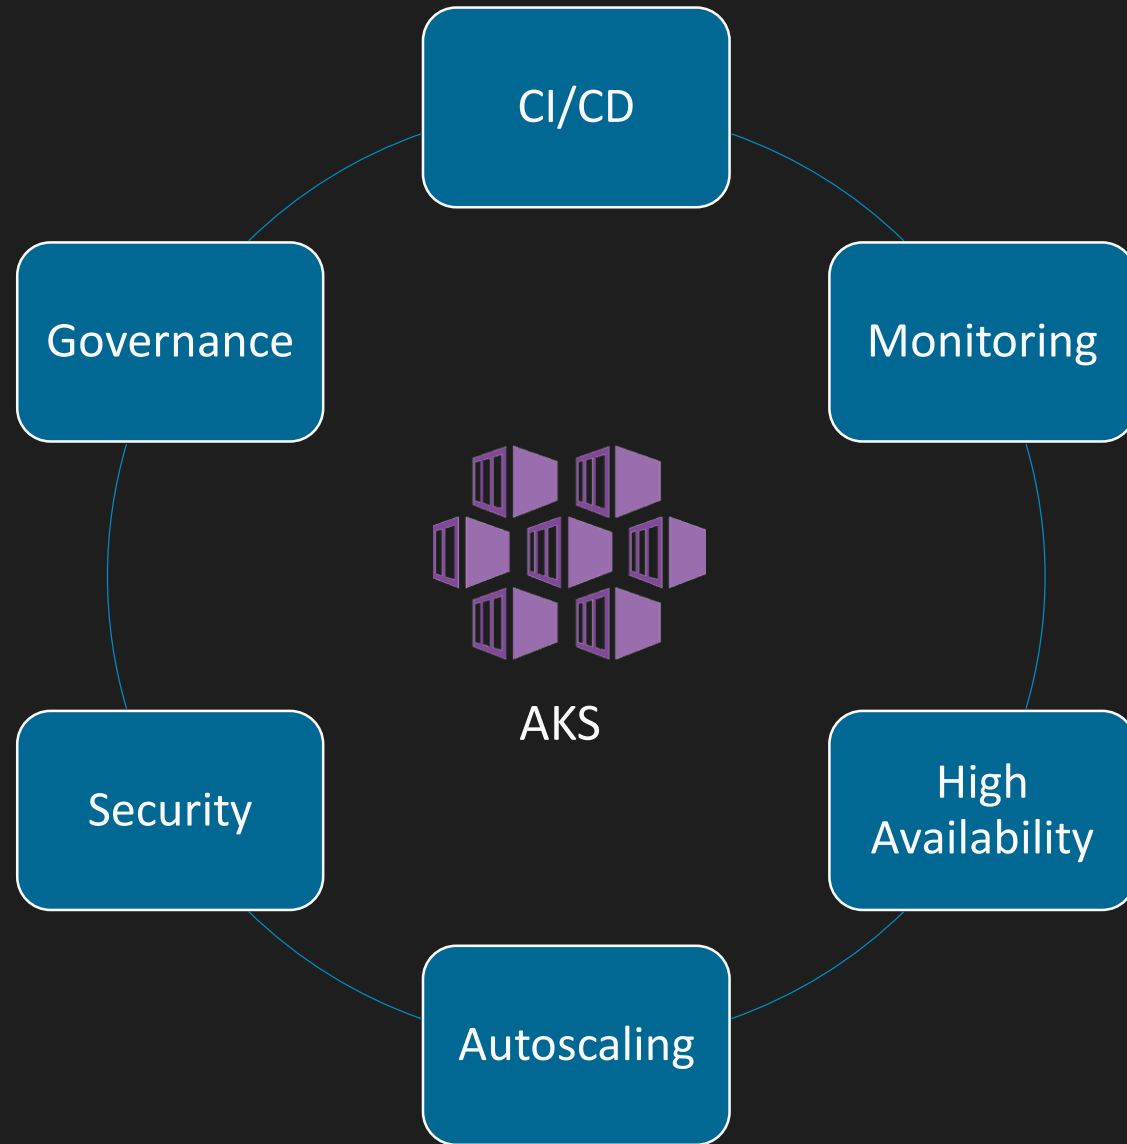 CI/CD
Governance
Monitoring
AKS
Security
High
Availability
Autoscaling